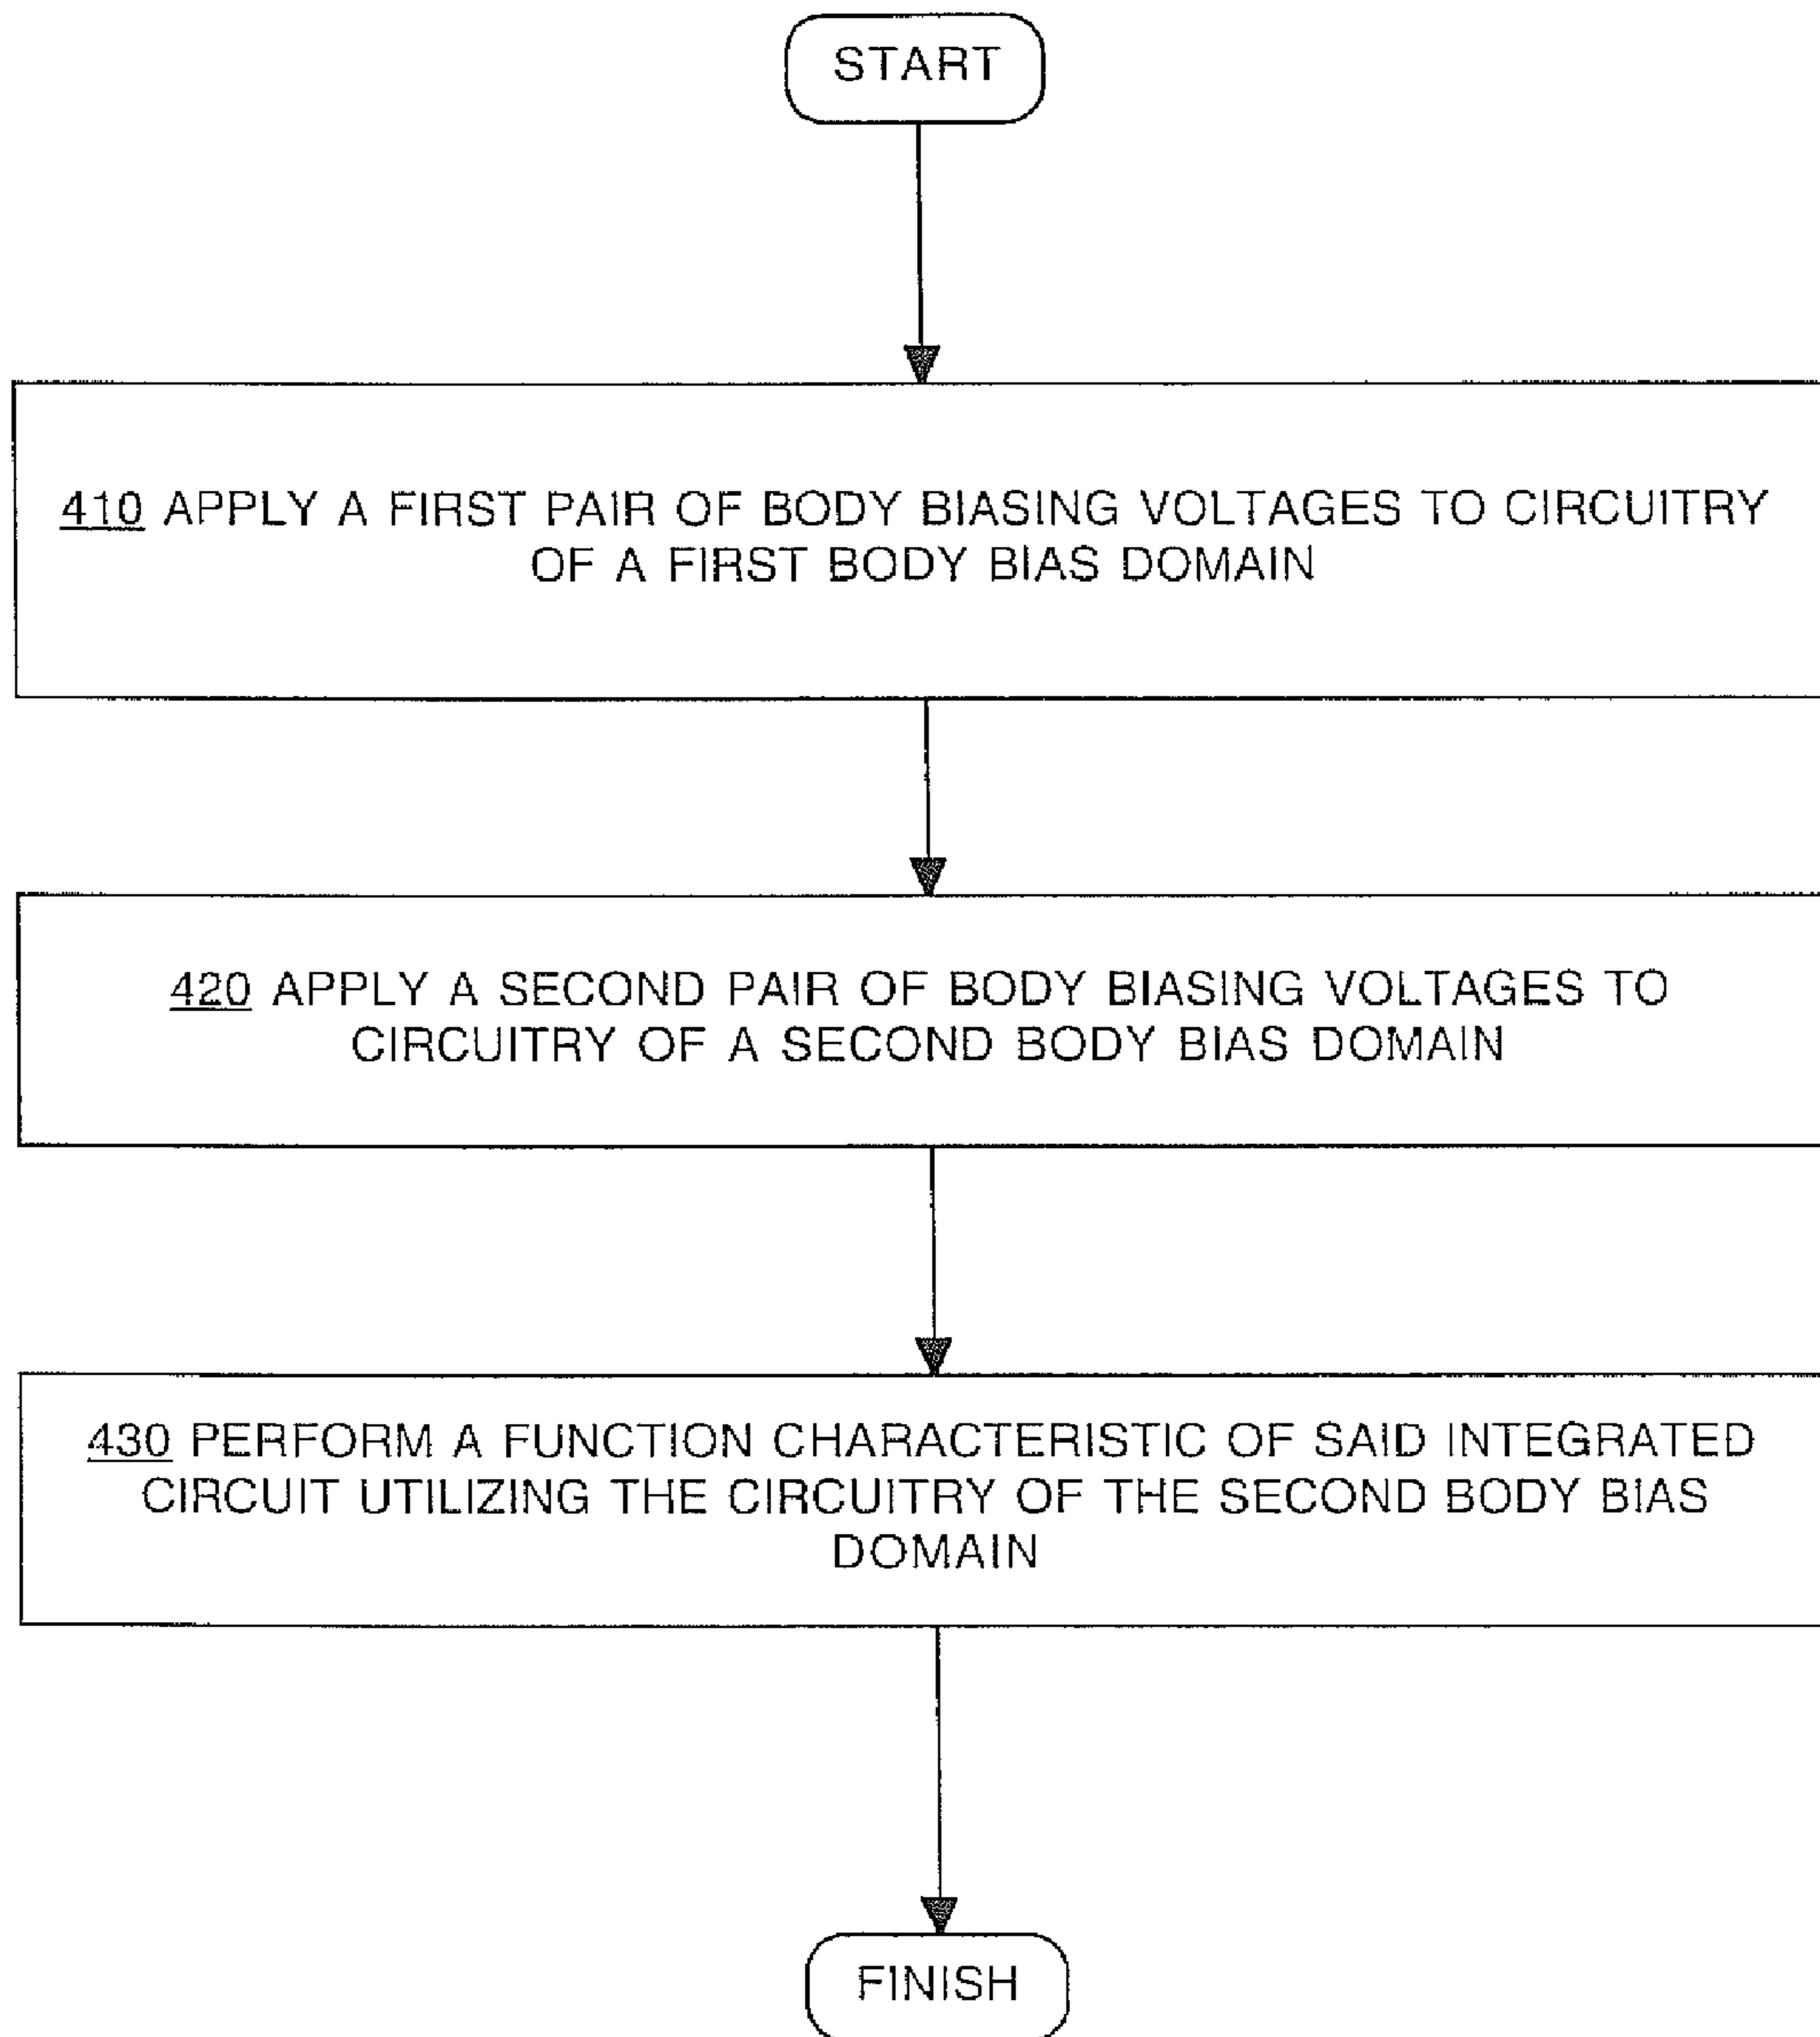 START
410 APPLY A FIRST PAIR OF BODY BIASING VOLTAGES TO CIRCUITRY
OF A FIRST BODY BIAS DOMAIN
420 APPLY A SECOND PAIR OF BODY BIASING VOLTAGES TO
CIRCUITRY OF A SECOND BODY BIAS DOMAIN
430 PERFORM A FUNCTION CHARACTERISTIC OF SAID INTEGRATED
CIRCUIT UTILIZING THE CIRCUITRY OF THE SECOND BODY BIAS
DOMAIN
FINISH